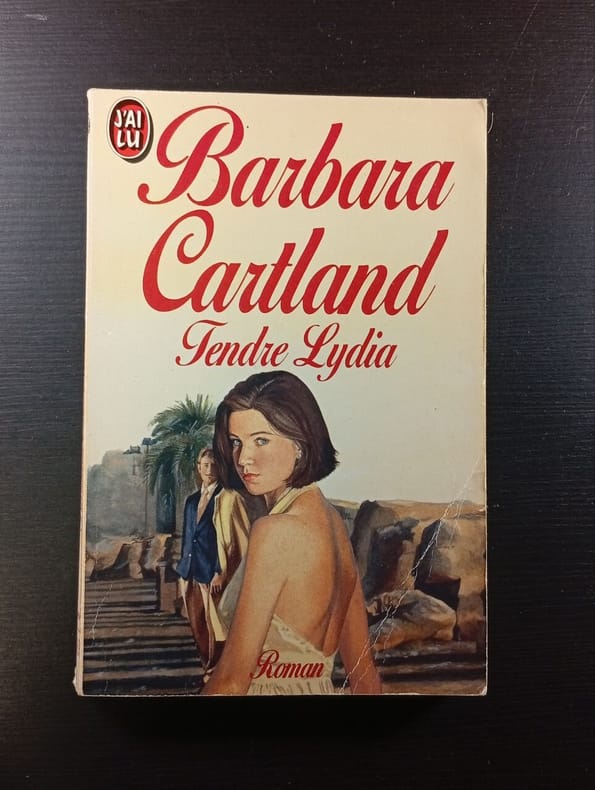 J'AI
LU
Barbara
Cartland
Tendre Lydia
Roman